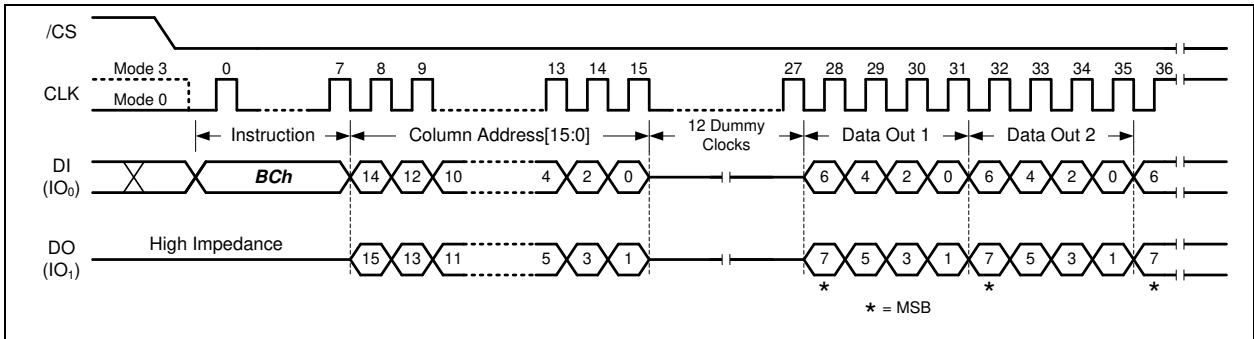 /CS
Mode 3 0 7 8 9 13 14 15 27 28 29 30 31 32 33 34 35 36
CLK
Mode 0
Instruction Column Address[15:0] 12 Dummy Clocks Data Out 1 Data Out 2
DI
(IO₀)
BCh 14 12 10 4 2 0 6 4 2 0 6 4 2 0 6
High Impedance
DO
(IO₁)
15 13 11 5 3 1 7 5 3 1 7 5 3 1 7
* * *
* = MSB